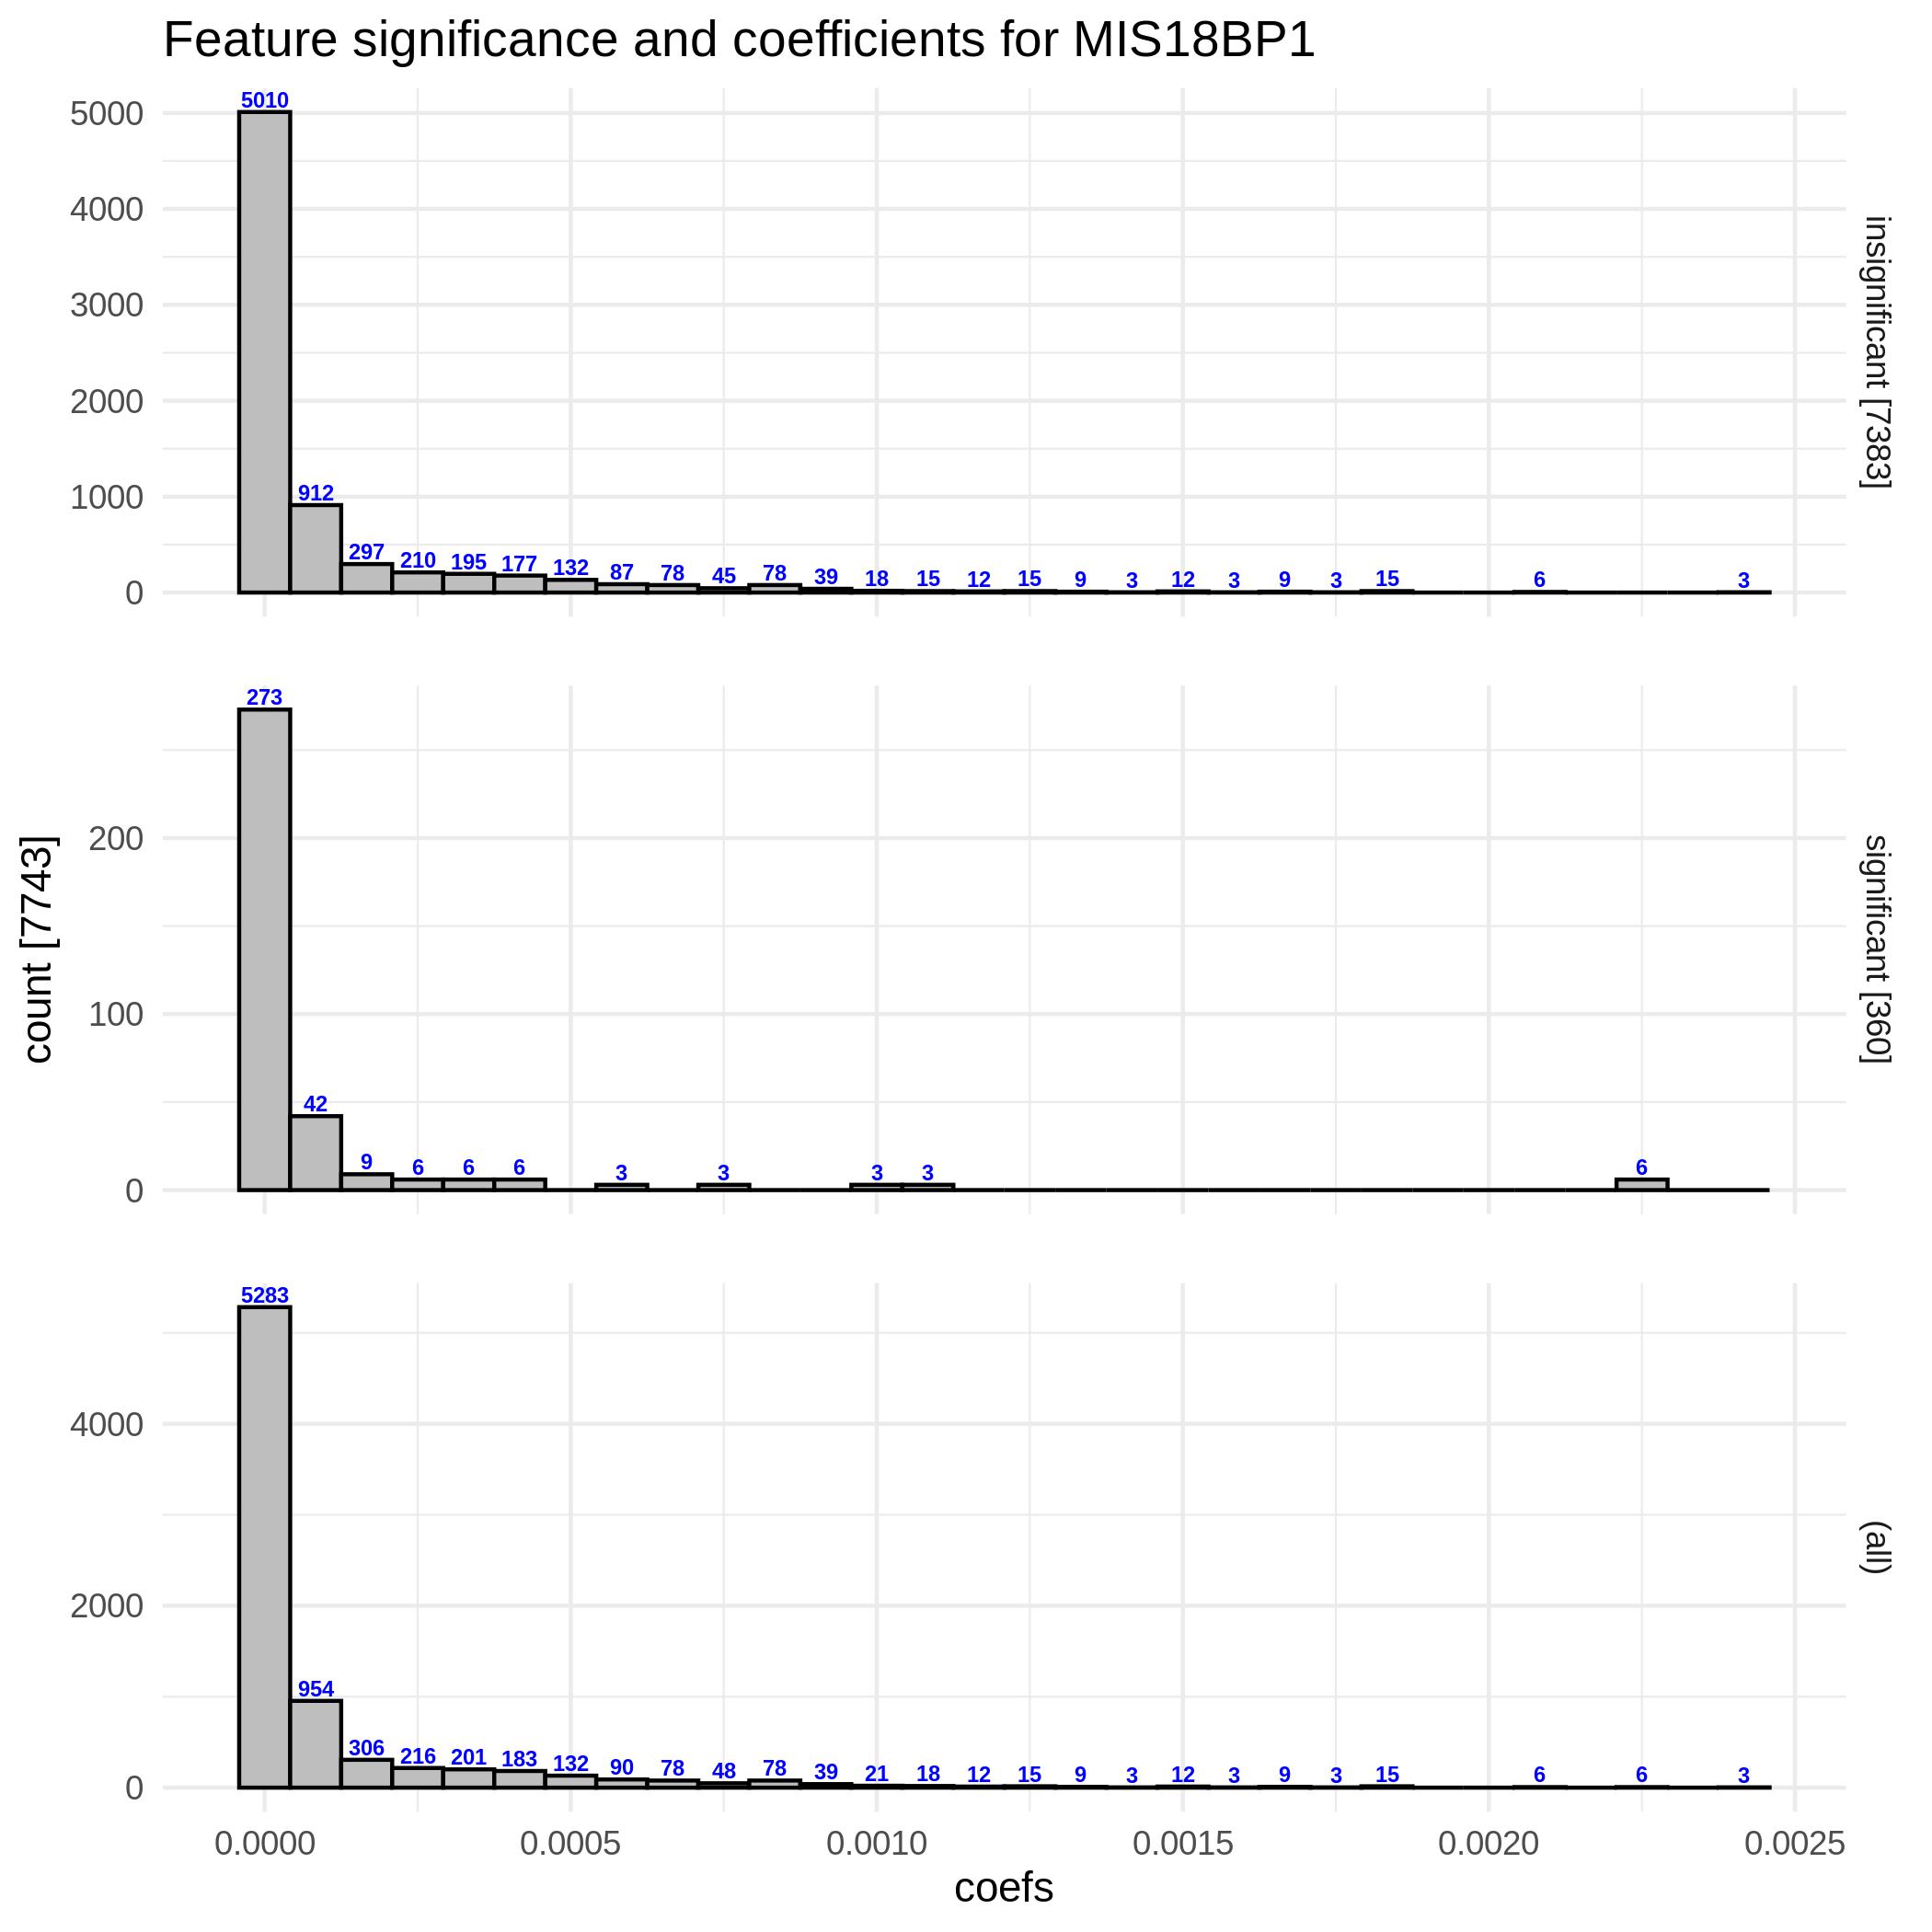 Feature significance and coefficients for MIS18BP1
5010
5000
4000
3000
2000
1000
0
912
297 210 195 177 132 87 78 45 78 39 18 15 12 15 9 3 12 3 9 3 15 6 3
insignificant [7383]
273
200
100
0
42
9 6 6 6 3 3 3 3 6
significant [360]
count [7743]
5283
4000
2000
0
954
306 216 201 183 132 90 78 48 78 39 21 18 12 15 9 3 12 3 9 3 15 6 6 3
(all)
0.0000 0.0005 0.0010 0.0015 0.0020 0.0025
coefs